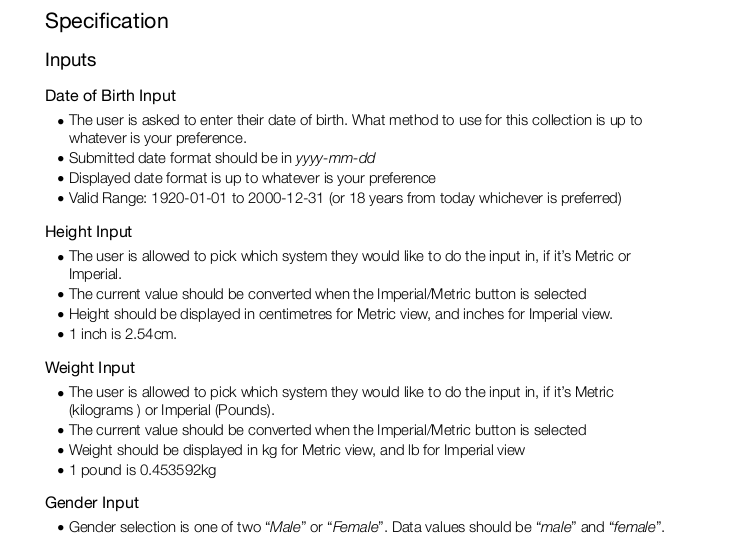 Specification
Inputs
Date of Birth Input
• The user is asked to enter their date of birth. What method to use for this collection is up to
whatever is your preference.
• Submitted date format should be in yyyy-mm-dd
• Displayed date format is up to whatever is your preference
• Valid Range: 1920-01-01 to 2000-12-31 (or 18 years from today whichever is preferred)
Height Input
• The user is allowed to pick which system they would like to do the input in, if it's Metric or
Imperial.
• The current value should be converted when the Imperial/Metric button is selected
• Height should be displayed in centimetres for Metric view, and inches for Imperial view.
• 1 inch is 2.54cm.
Weight Input
• The user is allowed to pick which system they would like to do the input in, if it's Metric
(kilograms ) or Imperial (Pounds).
• The current value should be converted when the Imperial/Metric button is selected
• Weight should be displayed in kg for Metric view, and lb for Imperial view
• 1 pound is 0.453592kg
Gender Input
• Gender selection is one of two “Male” or “Female”. Data values should be “male” and “female”.